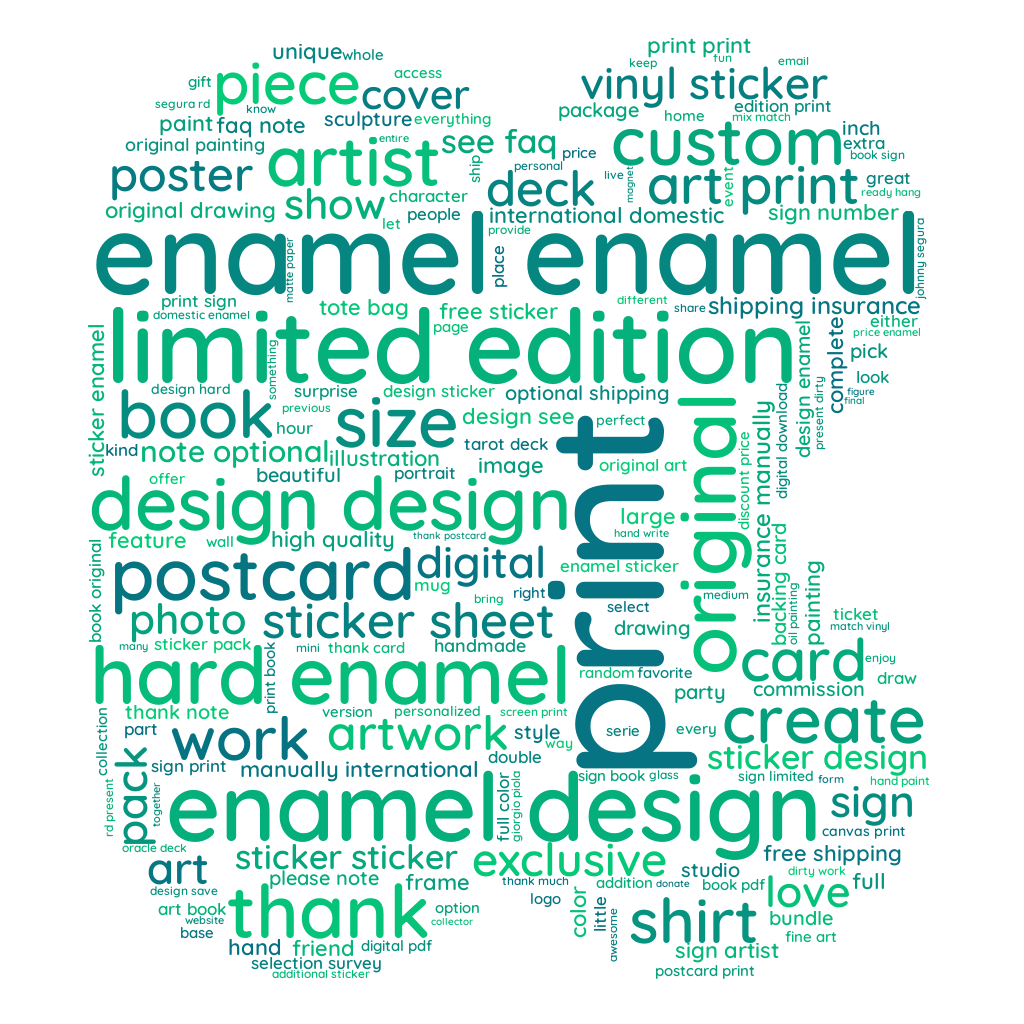 unique
whole
print print
fun
keep
email
gift
piece
access
cover
vinyl sticker
segura rd
know
sculpture
everything
package
home
edition print
mix match
paint
faq note
entire
see faq
custom
inch
extra
original painting
artist
ship
personal
price
book sign
poster
deck
live
magnet
art print
event
great
ready hang
original drawing
show
character
people
let
international domestic
sign number
provide
enamel enamel
matte paper
place
johnny segura
print sign
domestic enamel
tote bag
free sticker
different
share
shipping insurance
page
either
price enamel
limited edition
sticker enamel
something
complete
design enamel
pick
present dirty
look
design hard
surprise
design sticker
optional shipping
figure
final
book
previous
size
hour
design see
perfect
print
original
digital download
kind
note optional
illustration
tarot deck
discount price
insurance manually
offer
beautiful
portrait
image
original art
design design
large
feature
wall
high quality
thank postcard
hand write
book original
postcard
digital
enamel sticker
backing card
oil painting
painting
mug
bring
right
medium
photo
sticker sheet
select
drawing
ticket
match vinyl
many
sticker pack
mini
thank card
handmade
card
enjoy
hard enamel
print book
random
favorite
draw
collection
thank note
version
personalized
screen print
party
commission
part
work
artwork
style
way
serie
every
create
pack
sign print
manually international
double
sticker design
rd present
together
enamel
full color
giorgio piola
sign book
glass
design
sign limited
form
hand paint
sign
canvas print
oracle deck
art
sticker sticker
exclusive
studio
free shipping
design save
please note
frame
thank much
addition
donate
book pdf
dirty work
full
love
art book
website
thank
option
collector
logo
color
little
awesome
shirt
bundle
base
fine art
hand
friend
digital pdf
sign artist
selection survey
additional sticker
postcard print